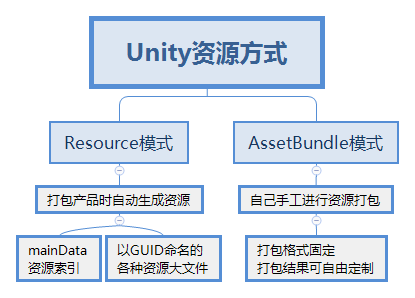 Unity资源方式
Resource模式
AssetBundle模式
打包产品时自动生成资源
自己手工进行资源打包
mainData
资源索引
以GUID命名的
各种资源大文件
打包格式固定
打包结果可自由定制